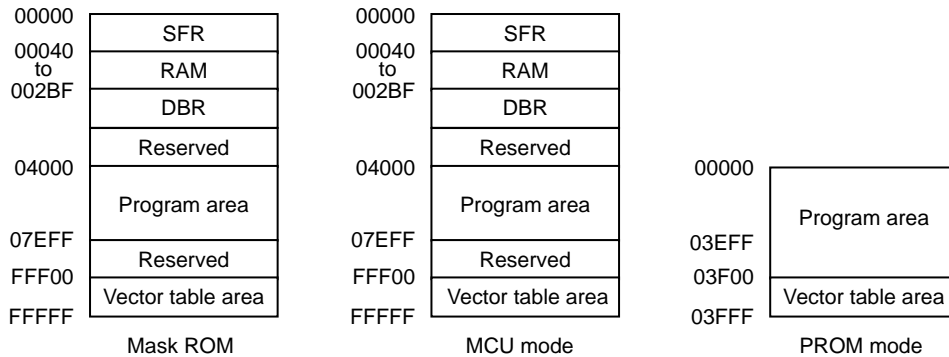 00000
SFR
00040
to
002BF
RAM
DBR
Reserved
04000
Program area
07EFF
Reserved
FFF00
Vector table area
FFFFF
Mask ROM
00000
SFR
00040
to
002BF
RAM
DBR
Reserved
04000
Program area
07EFF
Reserved
FFF00
Vector table area
FFFFF
MCU mode
00000
Program area
03EFF
03F00
Vector table area
03FFF
PROM mode